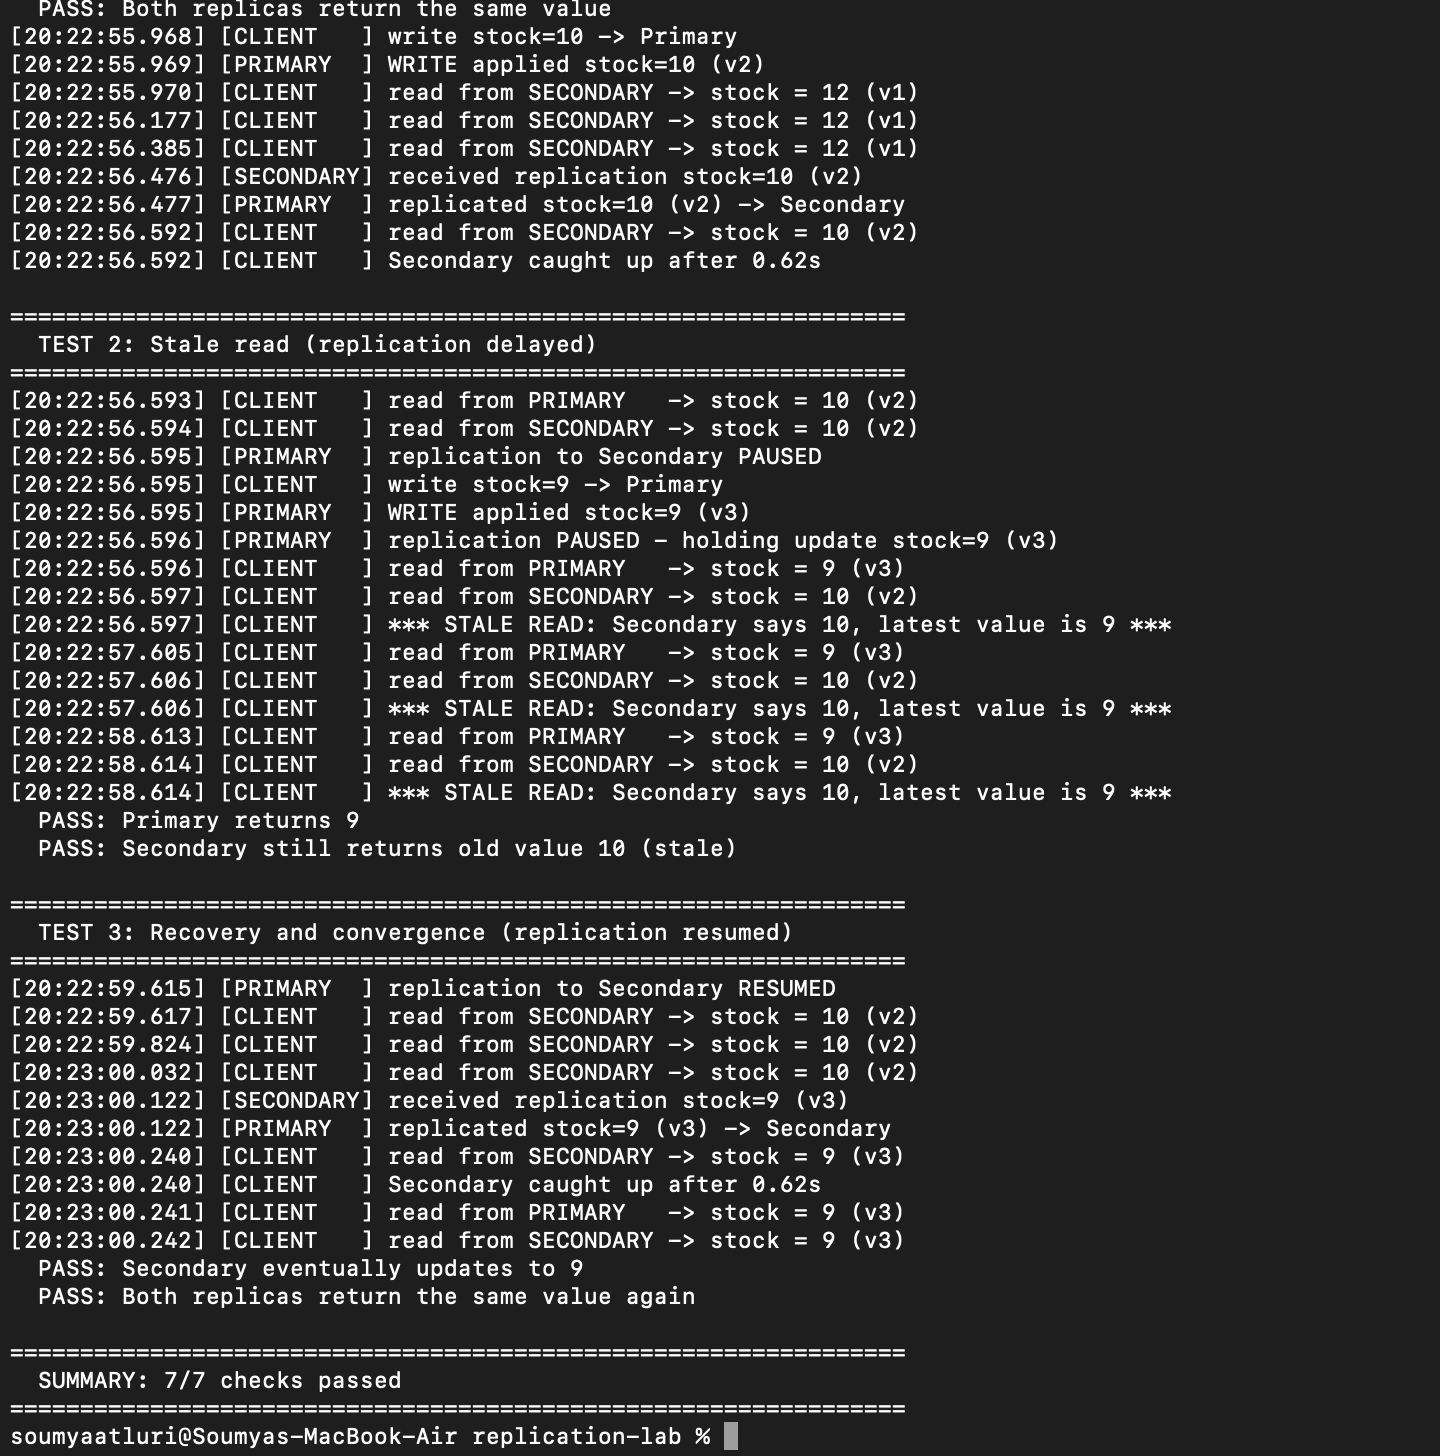 PASS: Both replicas return the same value
[20:22:55.968] [CLIENT   ] write stock=10 -> Primary
[20:22:55.969] [PRIMARY  ] WRITE applied stock=10 (v2)
[20:22:55.970] [CLIENT   ] read from SECONDARY -> stock = 12 (v1)
[20:22:56.177] [CLIENT   ] read from SECONDARY -> stock = 12 (v1)
[20:22:56.385] [CLIENT   ] read from SECONDARY -> stock = 12 (v1)
[20:22:56.476] [SECONDARY] received replication stock=10 (v2)
[20:22:56.477] [PRIMARY  ] replicated stock=10 (v2) -> Secondary
[20:22:56.592] [CLIENT   ] read from SECONDARY -> stock = 10 (v2)
[20:22:56.592] [CLIENT   ] Secondary caught up after 0.62s
================================================================
  TEST 2: Stale read (replication delayed)
================================================================
[20:22:56.593] [CLIENT   ] read from PRIMARY   -> stock = 10 (v2)
[20:22:56.594] [CLIENT   ] read from SECONDARY -> stock = 10 (v2)
[20:22:56.595] [PRIMARY  ] replication to Secondary PAUSED
[20:22:56.595] [CLIENT   ] write stock=9 -> Primary
[20:22:56.595] [PRIMARY  ] WRITE applied stock=9 (v3)
[20:22:56.596] [PRIMARY  ] replication PAUSED - holding update stock=9 (v3)
[20:22:56.596] [CLIENT   ] read from PRIMARY   -> stock = 9 (v3)
[20:22:56.597] [CLIENT   ] read from SECONDARY -> stock = 10 (v2)
[20:22:56.597] [CLIENT   ] *** STALE READ: Secondary says 10, latest value is 9 ***
[20:22:57.605] [CLIENT   ] read from PRIMARY   -> stock = 9 (v3)
[20:22:57.606] [CLIENT   ] read from SECONDARY -> stock = 10 (v2)
[20:22:57.606] [CLIENT   ] *** STALE READ: Secondary says 10, latest value is 9 ***
[20:22:58.613] [CLIENT   ] read from PRIMARY   -> stock = 9 (v3)
[20:22:58.614] [CLIENT   ] read from SECONDARY -> stock = 10 (v2)
[20:22:58.614] [CLIENT   ] *** STALE READ: Secondary says 10, latest value is 9 ***
  PASS: Primary returns 9
  PASS: Secondary still returns old value 10 (stale)
================================================================
  TEST 3: Recovery and convergence (replication resumed)
================================================================
[20:22:59.615] [PRIMARY  ] replication to Secondary RESUMED
[20:22:59.617] [CLIENT   ] read from SECONDARY -> stock = 10 (v2)
[20:22:59.824] [CLIENT   ] read from SECONDARY -> stock = 10 (v2)
[20:23:00.032] [CLIENT   ] read from SECONDARY -> stock = 10 (v2)
[20:23:00.122] [SECONDARY] received replication stock=9 (v3)
[20:23:00.122] [PRIMARY  ] replicated stock=9 (v3) -> Secondary
[20:23:00.240] [CLIENT   ] read from SECONDARY -> stock = 9 (v3)
[20:23:00.240] [CLIENT   ] Secondary caught up after 0.62s
[20:23:00.241] [CLIENT   ] read from PRIMARY   -> stock = 9 (v3)
[20:23:00.242] [CLIENT   ] read from SECONDARY -> stock = 9 (v3)
  PASS: Secondary eventually updates to 9
  PASS: Both replicas return the same value again
================================================================
  SUMMARY: 7/7 checks passed
================================================================
soumyaatluri@Soumyas-MacBook-Air replication-lab %